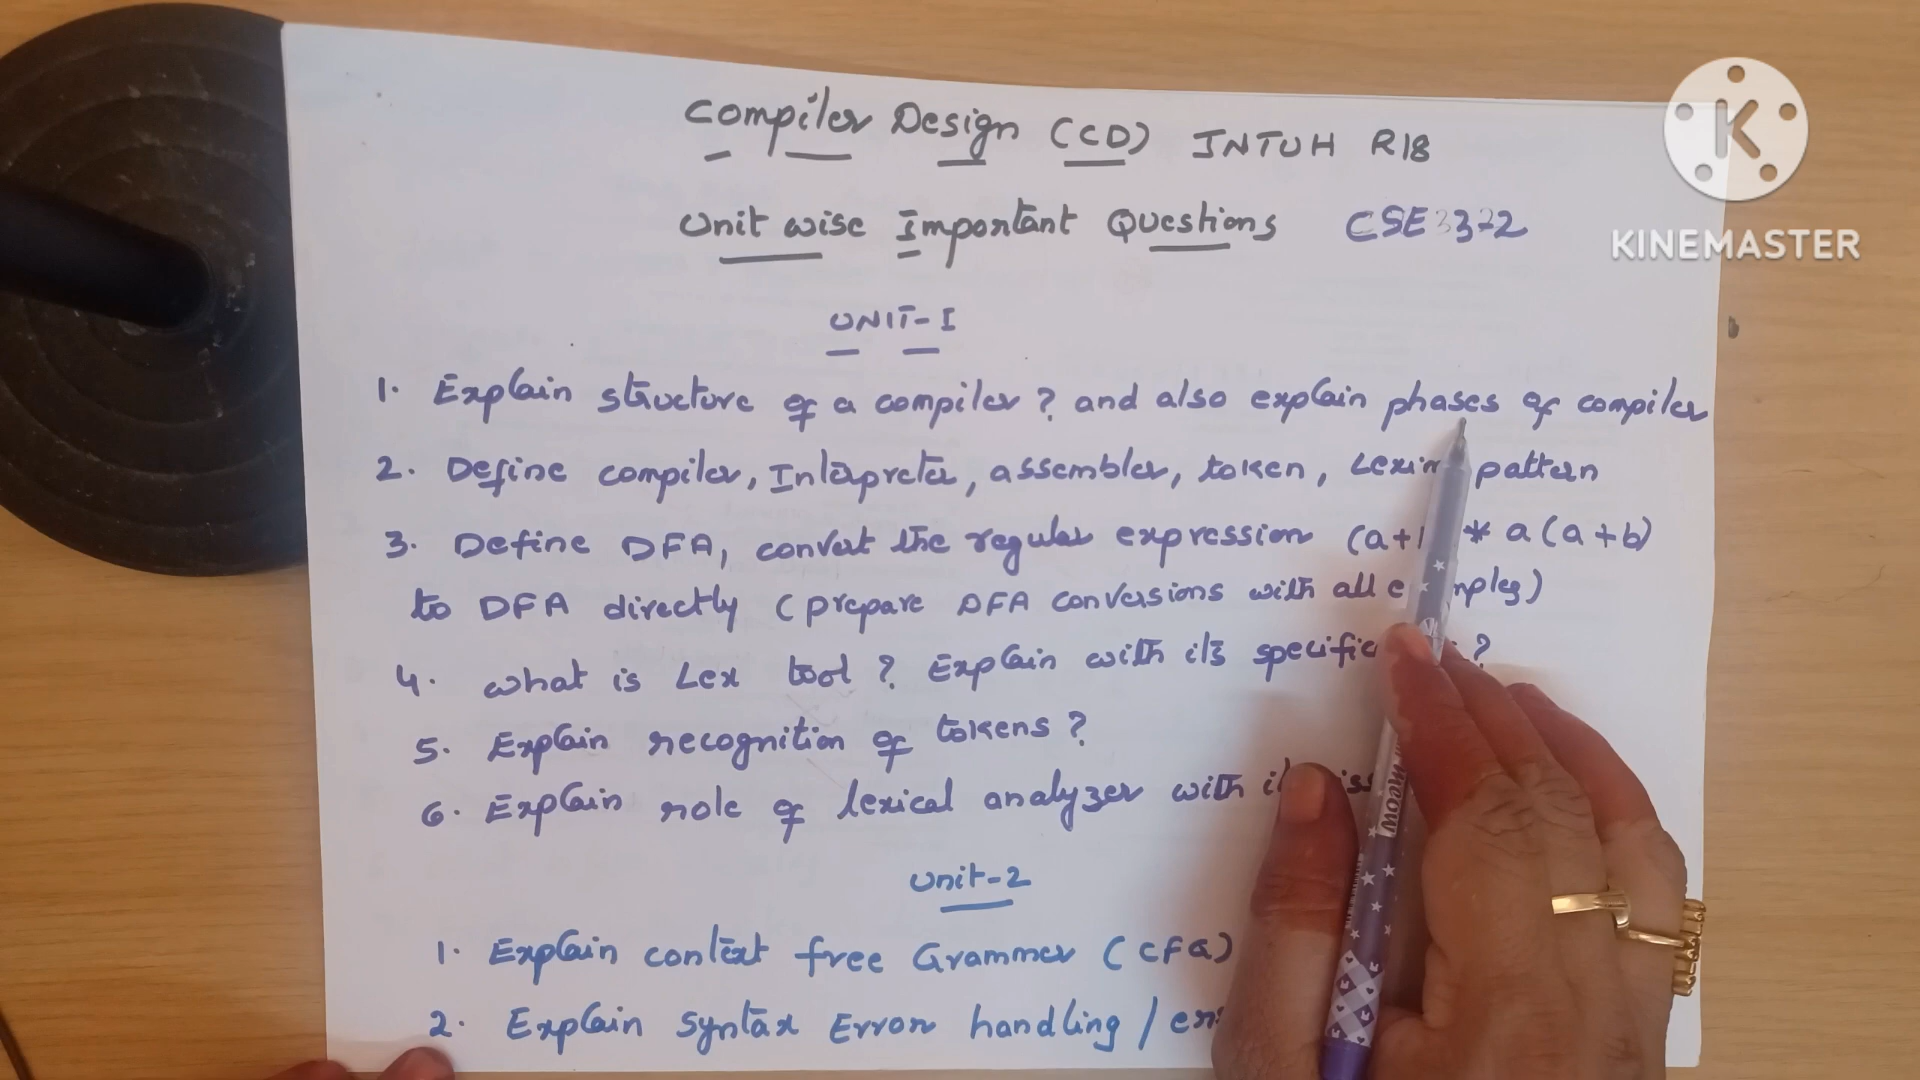 Compiler Design (CD) JNTUH R18
Unit wise Important Questions CSE 3-2
KINEMASTER
UNIT-I
1. Explain structure of a compiler? and also explain phases of compiler
2. Define compiler, Interpreter, assembler, token, pattern
3. Define DFA, convert the regular expression * a (a+b)
to DFA directly (prepare DFA conversions with all
4. What is Lex tool? Explain with its ?
5. Explain recognition of tokens?
6. Explain role of lexical analyzer with
Unit-2
1. Explain context free Grammer (CFG)
2. Explain syntax Error handling /
meow